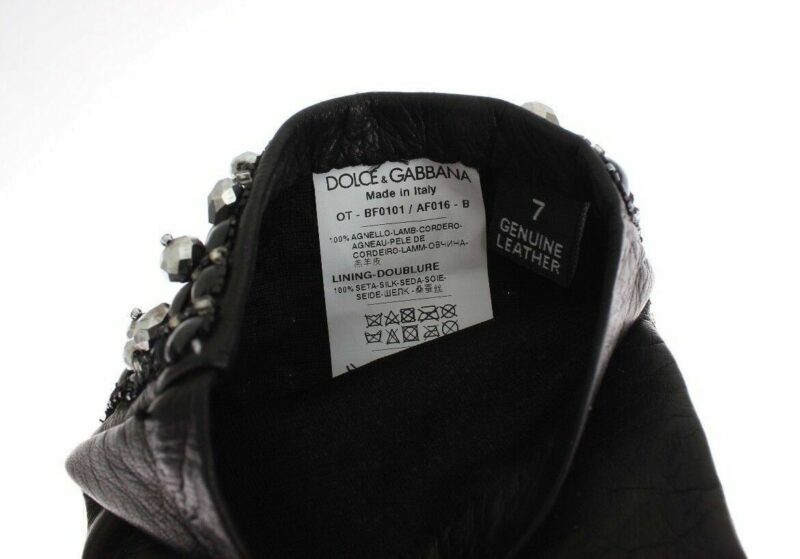 DOLCE & GABBANA
Made in Italy
OT - BF0101 / AF016 - B
100% AGNELLO-LAMB-CORDERO-
AGNEAU-PELE DE
CORDEIRO-LAMM-ОВЧИНА-
羔羊皮
LINING-DOUBLURE
100% SETA-SILK-SEDA-SOIE-
SEIDE-ШЕЛК - 桑蚕丝
7
GENUINE
LEATHER